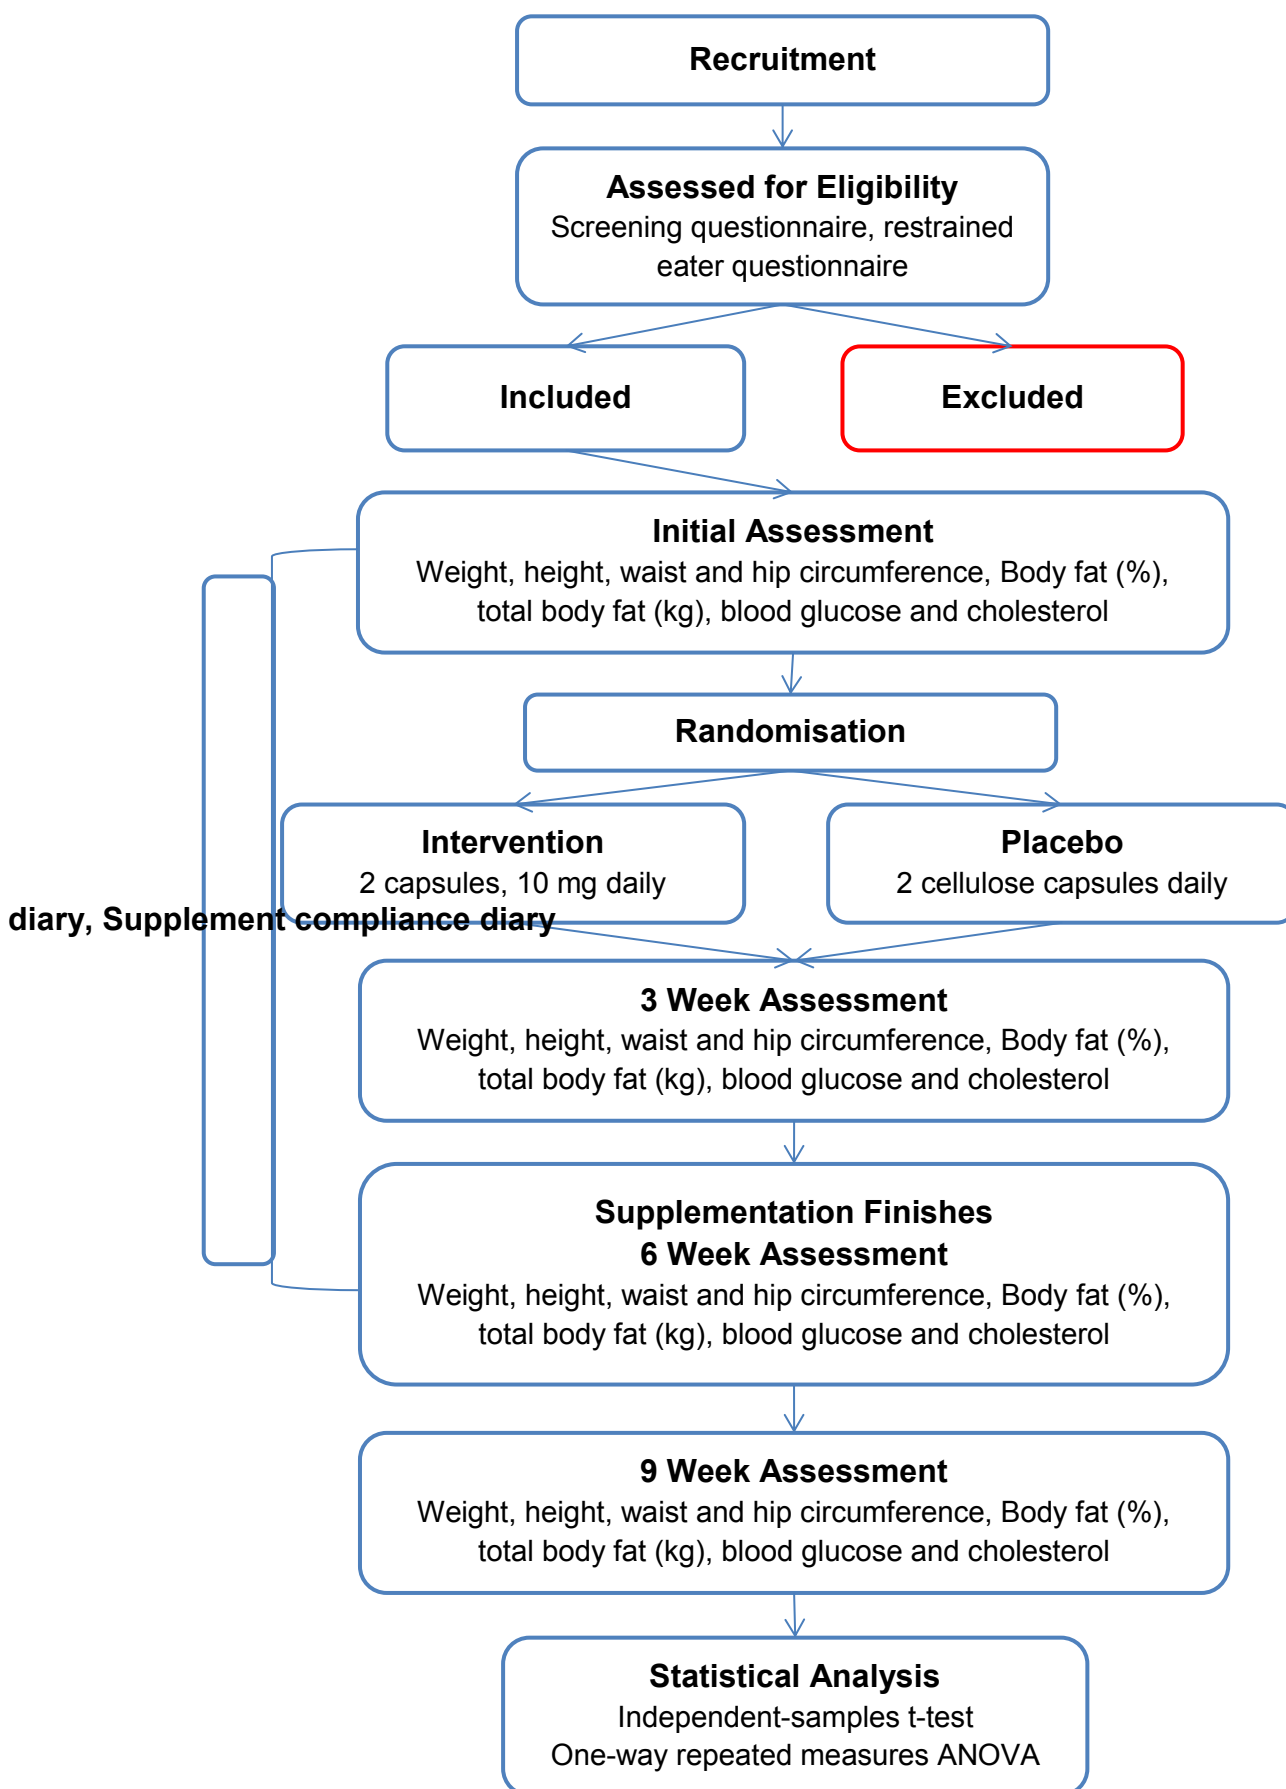 Recruitment
Assessed for Eligibility
Screening questionnaire, restrained
eater questionnaire
Included
Excluded
Initial Assessment
Weight, height, waist and hip circumference, Body fat (%),
total body fat (kg), blood glucose and cholesterol
Randomisation
Intervention
2 capsules, 10 mg daily
Placebo
2 cellulose capsules daily
diary, Supplement compliance diary
3 Week Assessment
Weight, height, waist and hip circumference, Body fat (%),
total body fat (kg), blood glucose and cholesterol
Supplementation Finishes
6 Week Assessment
Weight, height, waist and hip circumference, Body fat (%),
total body fat (kg), blood glucose and cholesterol
9 Week Assessment
Weight, height, waist and hip circumference, Body fat (%),
total body fat (kg), blood glucose and cholesterol
Statistical Analysis
Independent-samples t-test
One-way repeated measures ANOVA